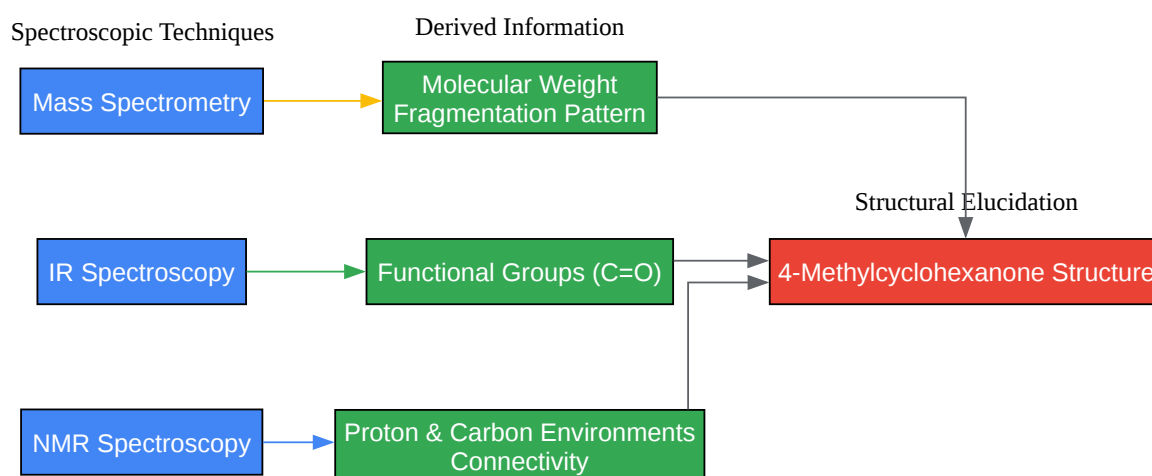 Spectroscopic Techniques
Derived Information
Mass Spectrometry
Molecular Weight
Fragmentation Pattern
Structural Elucidation
IR Spectroscopy
Functional Groups (C=O)
4-Methylcyclohexanone Structure
NMR Spectroscopy
Proton & Carbon Environments
Connectivity